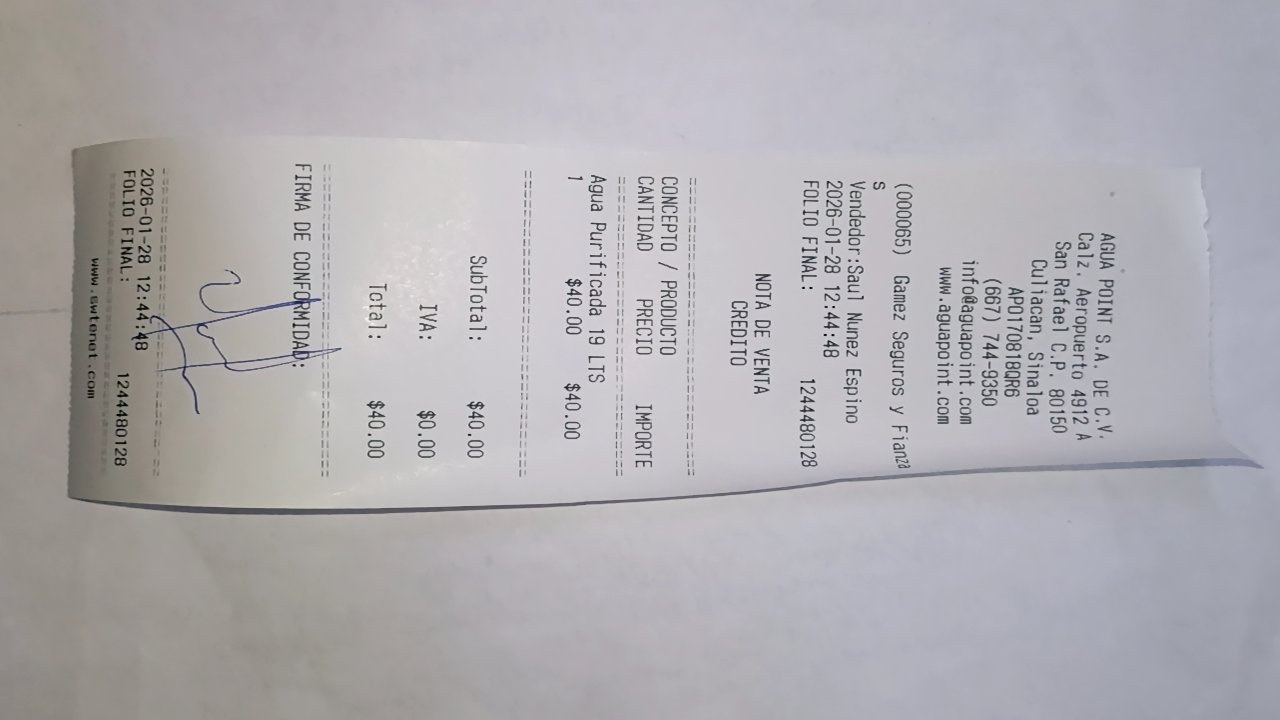 AGUA POINT S.A. DE C.V.
Calz. Aeropuerto 4912 A
San Rafael C.P. 80150
Culiacan, Sinaloa
APO170818QR6
(667) 744-9350
info@aguapoint.com
www.aguapoint.com
(000065) Gamez Seguros y Fianza
s
Vendedor:Saul Nunez Espino
2026-01-28 12:44:48
FOLIO FINAL: 1244480128
NOTA DE VENTA
CREDITO
CONCEPTO / PRODUCTO
CANTIDAD PRECIO IMPORTE
Agua Purificada 19 LTS
1 $40.00 $40.00
SubTotal: $40.00
IVA: $0.00
Total: $40.00
FIRMA DE CONFORMIDAD:
2026-01-28 12:44:48
FOLIO FINAL: 1244480128
www.ewtenet.com